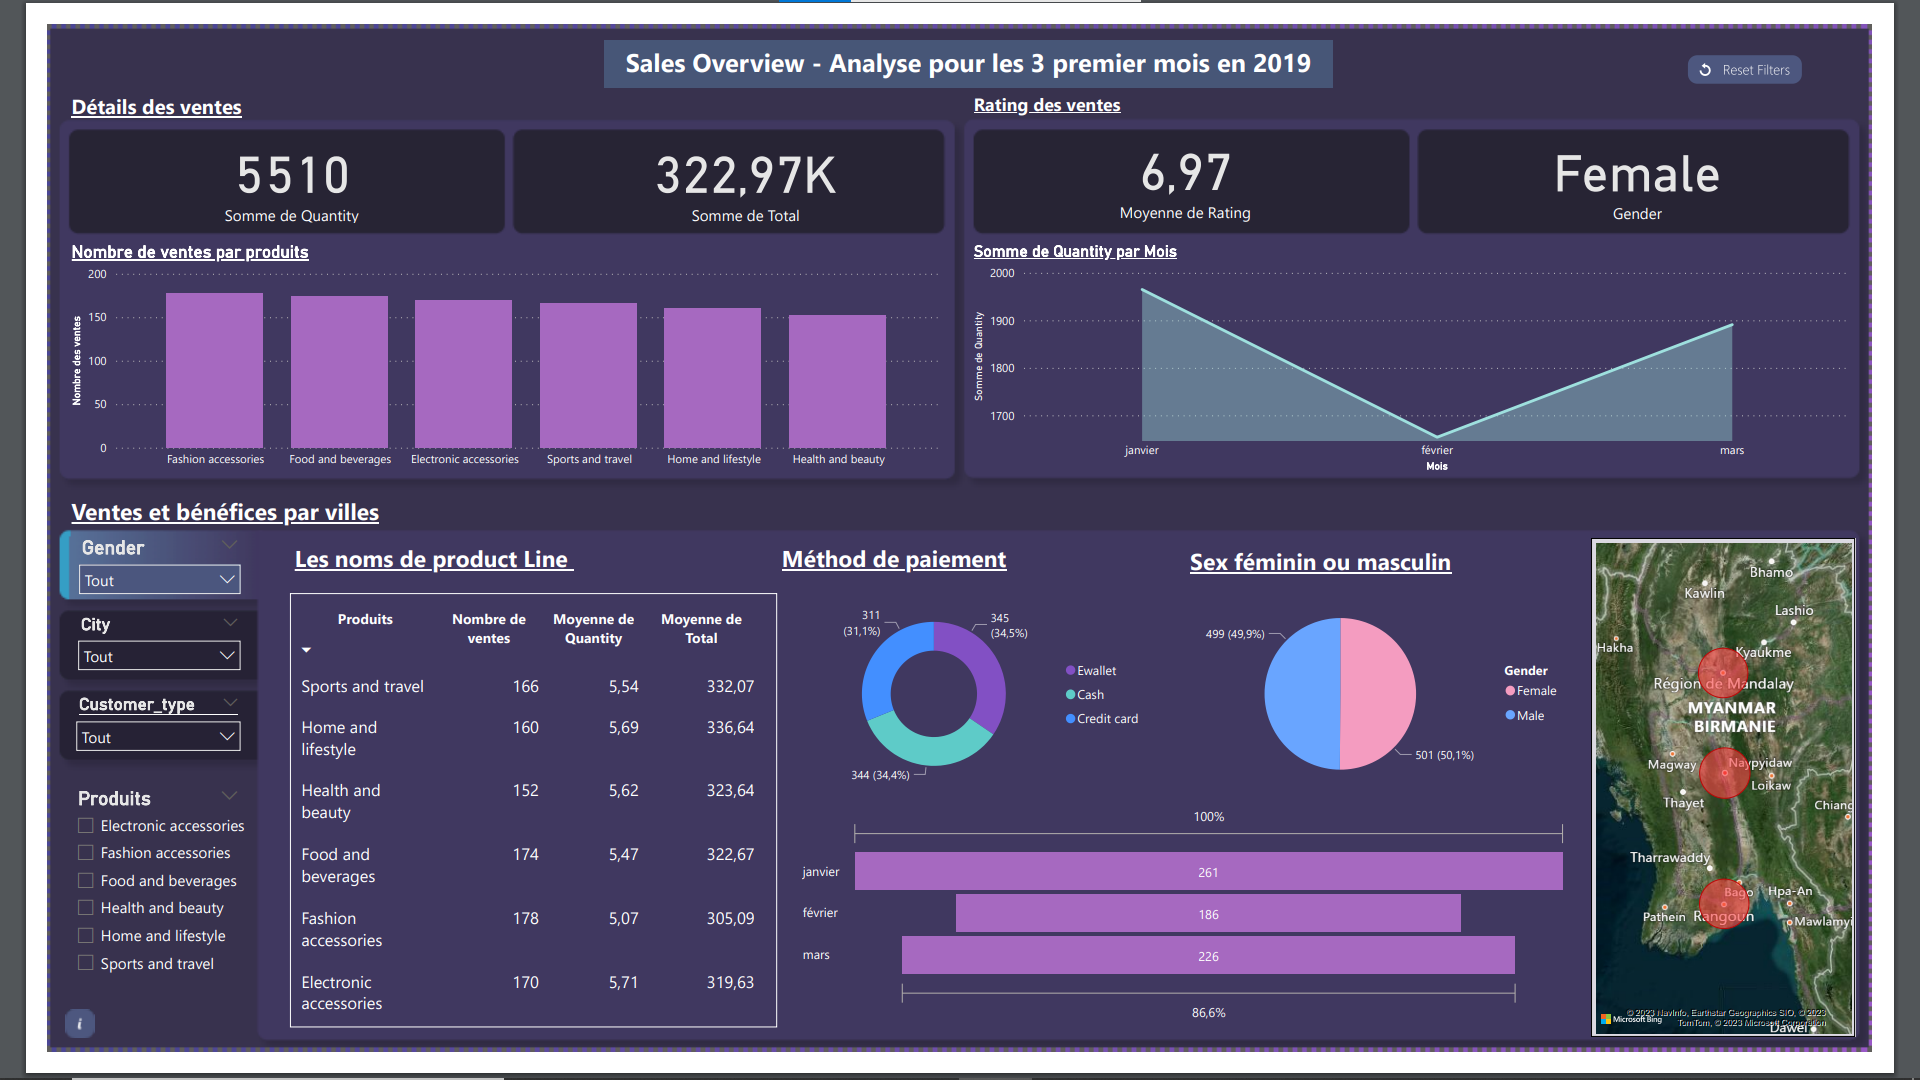 Sales Overview - Analyse pour les 3 premier mois en 2019
Reset Filters
Détails des ventes
5510
Somme de Quantity
322,97K
Somme de Total
Nombre de ventes par produits
Nombre des ventes
200
150
100
50
0
Fashion accessories
Food and beverages
Electronic accessories
Sports and travel
Home and lifestyle
Health and beauty
Rating des ventes
6,97
Moyenne de Rating
Female
Gender
Somme de Quantity par Mois
Somme de Quantity
2000
1900
1800
1700
janvier
février
mars
Mois
Ventes et bénéfices par villes
Gender
Tout
City
Tout
Customer_type
Tout
Produits
Electronic accessories
Fashion accessories
Food and beverages
Health and beauty
Home and lifestyle
Sports and travel
i
Les noms de product Line
Produits
Nombre de
ventes
Moyenne de
Quantity
Moyenne de
Total
Sports and travel 166 5,54 332,07
Home and 160 5,69 336,64
lifestyle
Health and 152 5,62 323,64
beauty
Food and 174 5,47 322,67
beverages
Fashion 178 5,07 305,09
accessories
Electronic 170 5,71 319,63
accessories
Méthod de paiement
311
(31,1%)
345
(34,5%)
344 (34,4%)
Ewallet
Cash
Credit card
Sex féminin ou masculin
499 (49,9%)
501 (50,1%)
Gender
Female
Male
100%
janvier 261
février 186
mars 226
86,6%
Bhamo
Kawlin
Lashio
Hakha
Kyaukme
Région de Mandalay
MYANMAR
BIRMANIE
Magway
Naypyidaw
Loikaw
Thayet
Chiang
Tharrawaddy
Bago
Hpa-An
Pathein
Rangoun
Mawlamyi
Microsoft Bing
© 2023 NavInfo, Earthstar Geographics SIO, © 2023
TomTom, © 2023 Microsoft Corporation
Dawei